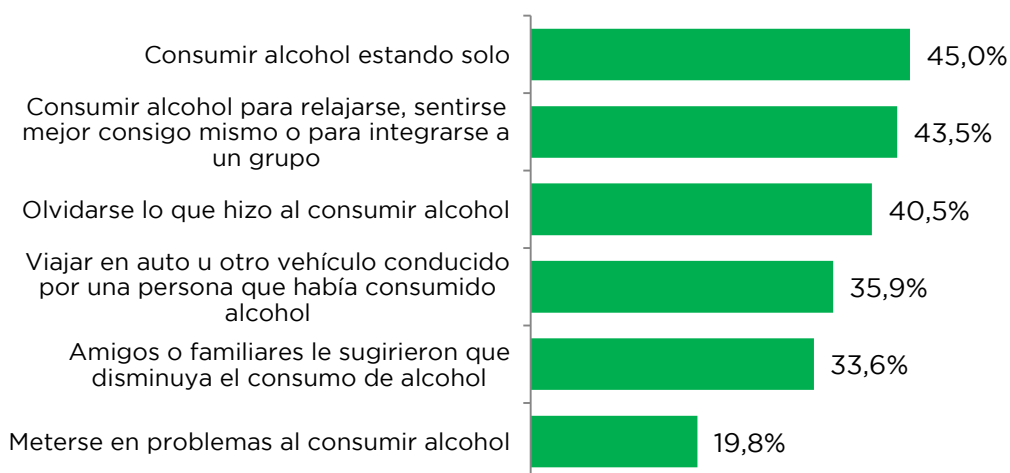 Consumir alcohol estando solo
45,0%
Consumir alcohol para relajarse, sentirse
mejor consigo mismo o para integrarse a
un grupo
43,5%
Olvidarse lo que hizo al consumir alcohol
40,5%
Viajar en auto u otro vehículo conducido
por una persona que había consumido
alcohol
35,9%
Amigos o familiares le sugirieron que
disminuya el consumo de alcohol
33,6%
Meterse en problemas al consumir alcohol
19,8%